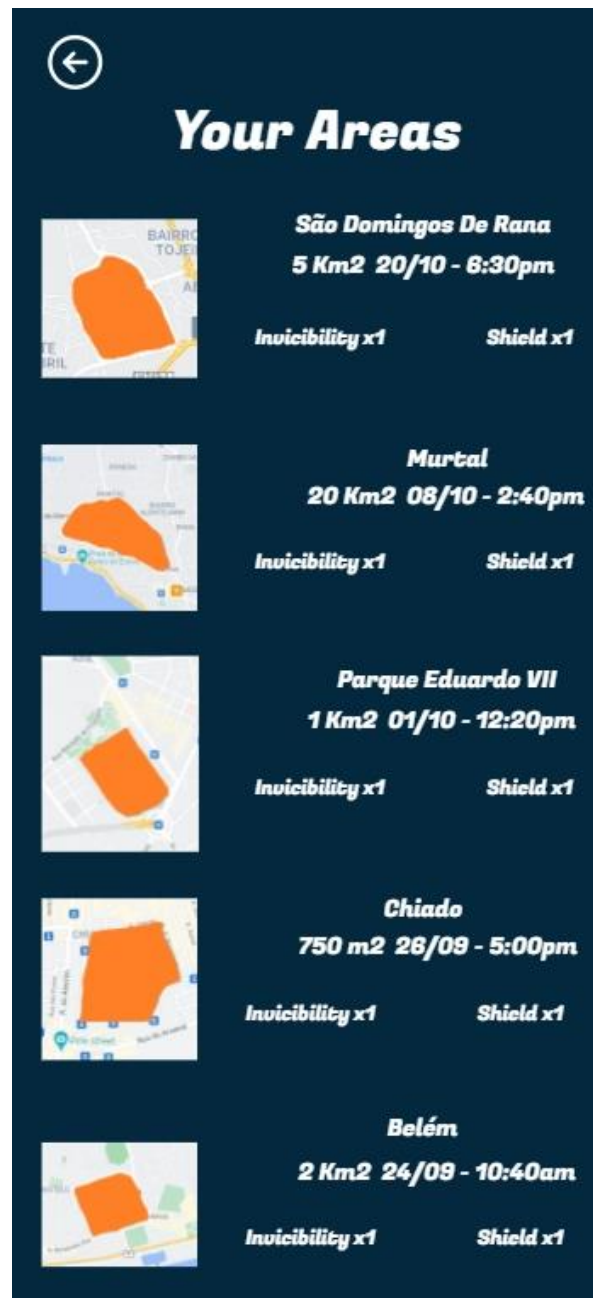 Your Areas
BAIRRO
TOJEI
São Domingos De Rana
5 Km2 20/10 - 6:30pm
Invicibility x1 Shield x1
Murtal
20 Km2 08/10 - 2:40pm
Invicibility x1 Shield x1
Parque Eduardo VII
1 Km2 01/10 - 12:20pm
Invicibility x1 Shield x1
Chiado
750 m2 26/09 - 5:00pm
Invicibility x1 Shield x1
Belém
2 Km2 24/09 - 10:40am
Invicibility x1 Shield x1